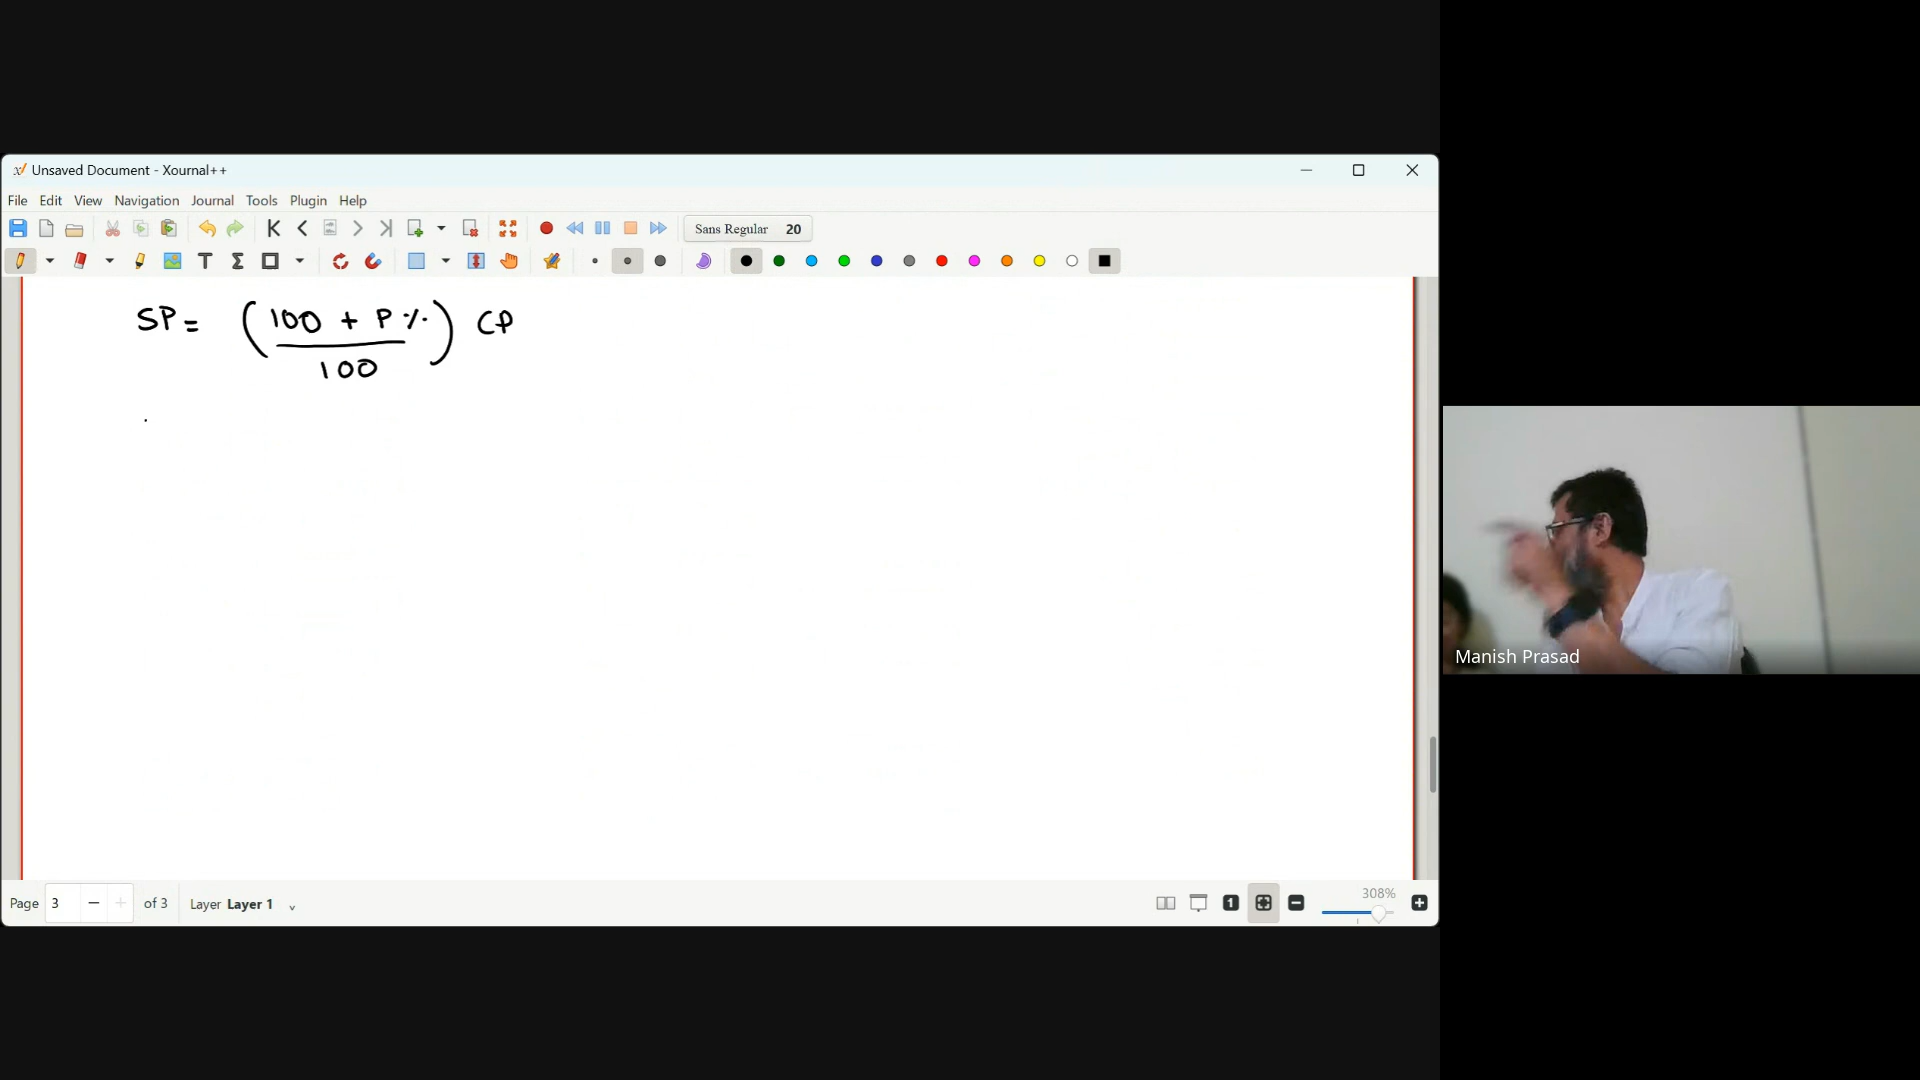 Unsaved Document - Xournal++
File Edit View Navigation Journal Tools Plugin Help
Sans Regular 20
SP = (100 + P% / 100) CP
Manish Prasad
Page 3 of 3 Layer Layer 1 308%